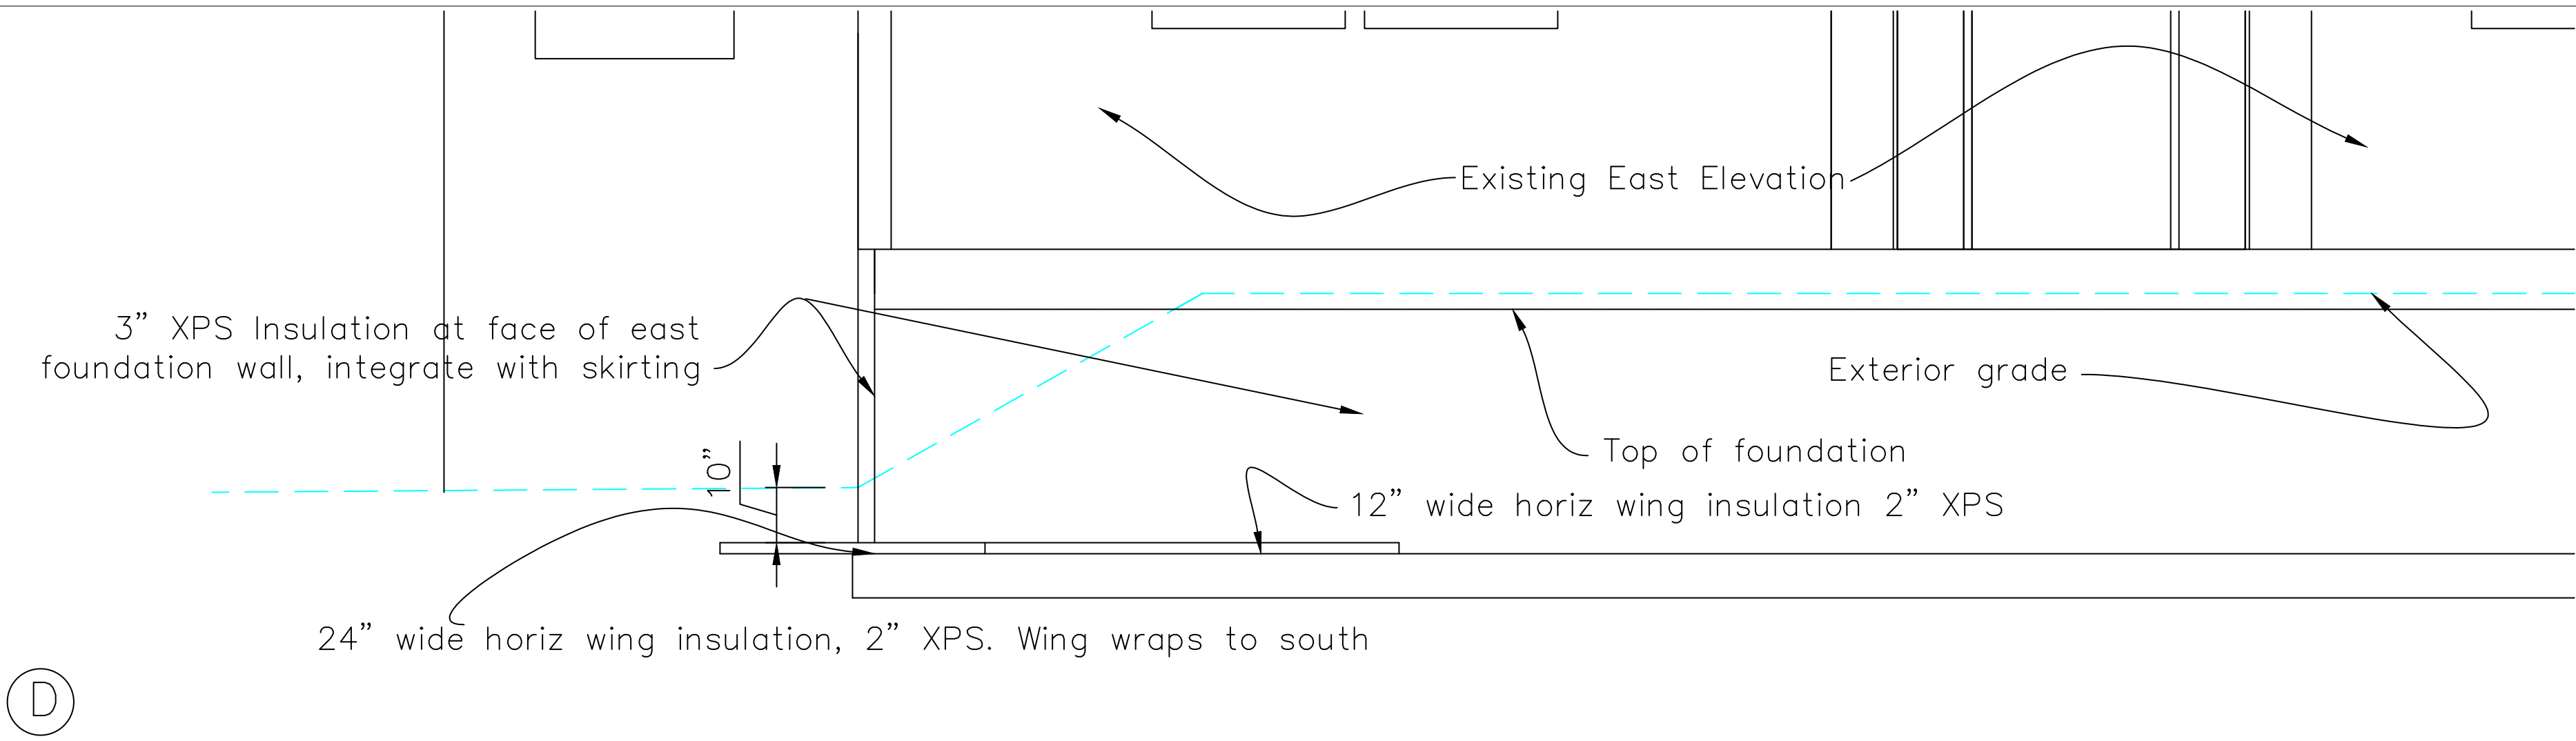 Existing East Elevation
3” XPS Insulation at face of east
foundation wall, integrate with skirting
Exterior grade
Top of foundation
10”
12” wide horiz wing insulation 2” XPS
24” wide horiz wing insulation, 2” XPS. Wing wraps to south
D